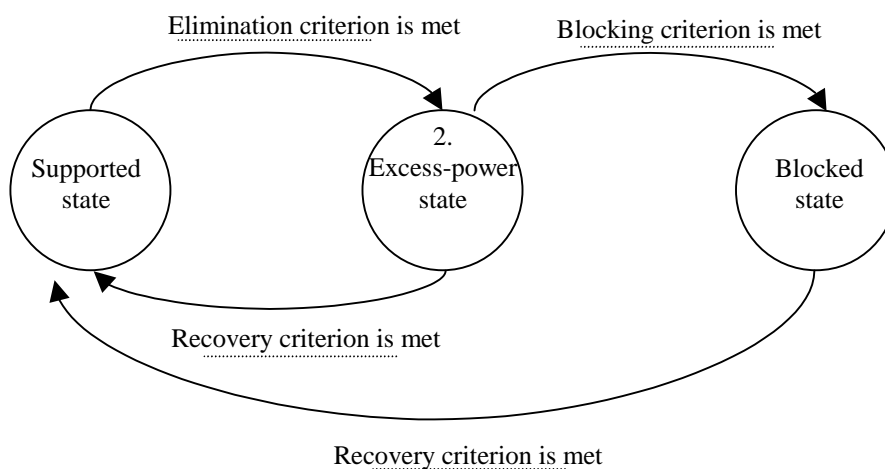 Elimination criterion is met
Blocking criterion is met
Supported
state
2.
Excess-power
state
Blocked
state
Recovery criterion is met
Recovery criterion is met